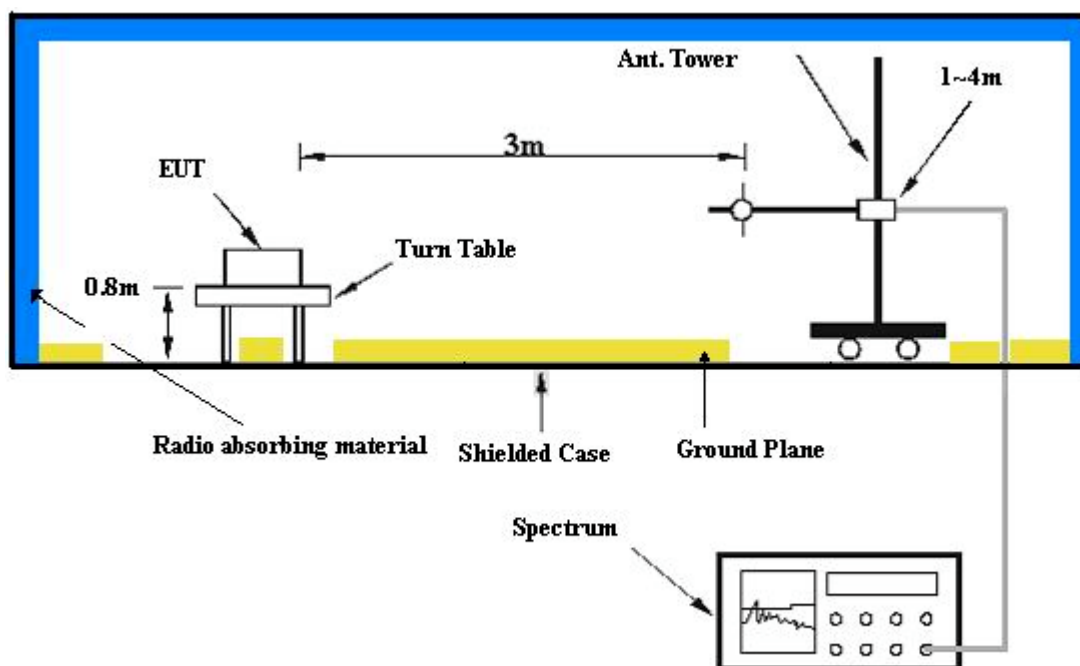 Ant. Tower
1~4m
3m
EUT
Turn Table
0.8m
Radio absorbing material
Shielded Case
Ground Plane
Spectrum